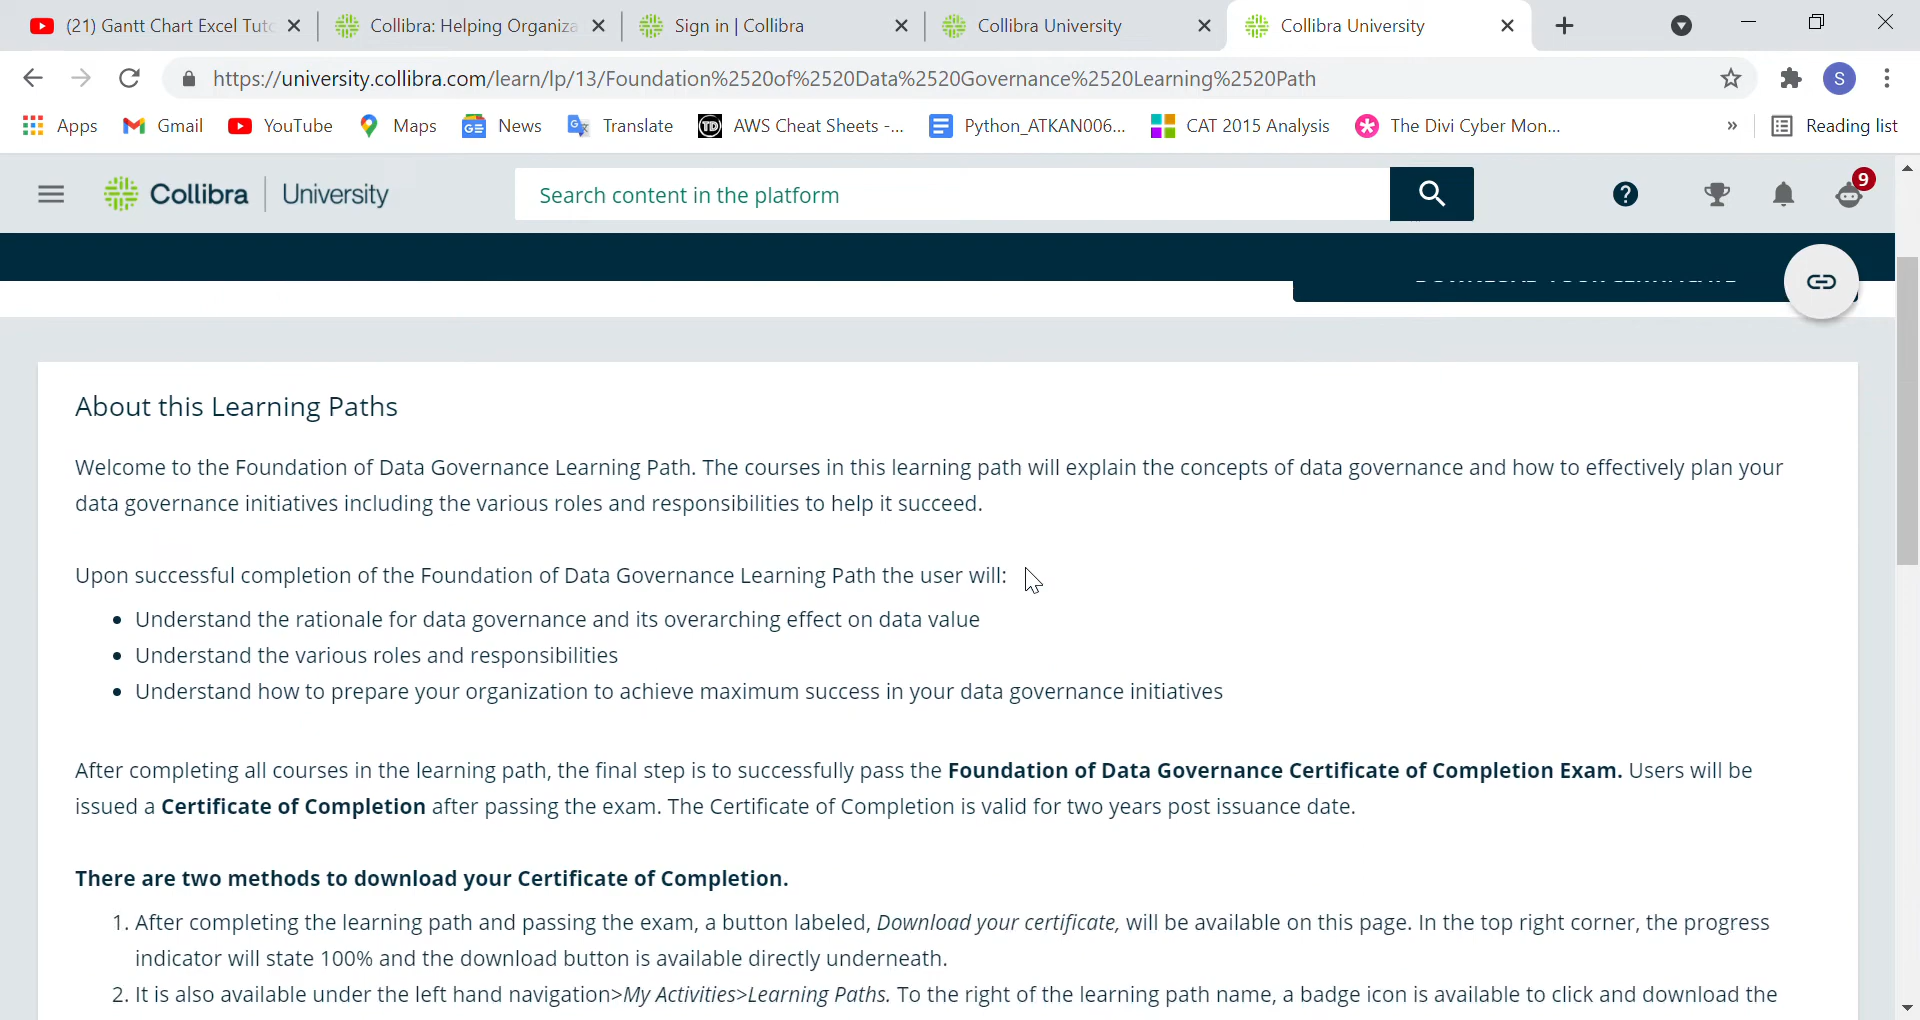 (21) Gantt Chart Excel Tuto
Collibra: Helping Organiza
Sign in | Collibra
Collibra University
Collibra University
https://university.collibra.com/learn/lp/13/Foundation%2520of%2520Data%2520Governance%2520Learning%2520Path
S
Apps
Gmail
YouTube
Maps
News
Translate
TD
AWS Cheat Sheets -...
Python_ATKAN006...
CAT 2015 Analysis
The Divi Cyber Mon...
»
Reading list
Collibra University
Search content in the platform
?
9
About this Learning Paths
Welcome to the Foundation of Data Governance Learning Path. The courses in this learning path will explain the concepts of data governance and how to effectively plan your
data governance initiatives including the various roles and responsibilities to help it succeed.
Upon successful completion of the Foundation of Data Governance Learning Path the user will:
• Understand the rationale for data governance and its overarching effect on data value
• Understand the various roles and responsibilities
• Understand how to prepare your organization to achieve maximum success in your data governance initiatives
After completing all courses in the learning path, the final step is to successfully pass the Foundation of Data Governance Certificate of Completion Exam. Users will be
issued a Certificate of Completion after passing the exam. The Certificate of Completion is valid for two years post issuance date.
There are two methods to download your Certificate of Completion.
1. After completing the learning path and passing the exam, a button labeled, Download your certificate, will be available on this page. In the top right corner, the progress
indicator will state 100% and the download button is available directly underneath.
2. It is also available under the left hand navigation>My Activities>Learning Paths. To the right of the learning path name, a badge icon is available to click and download the